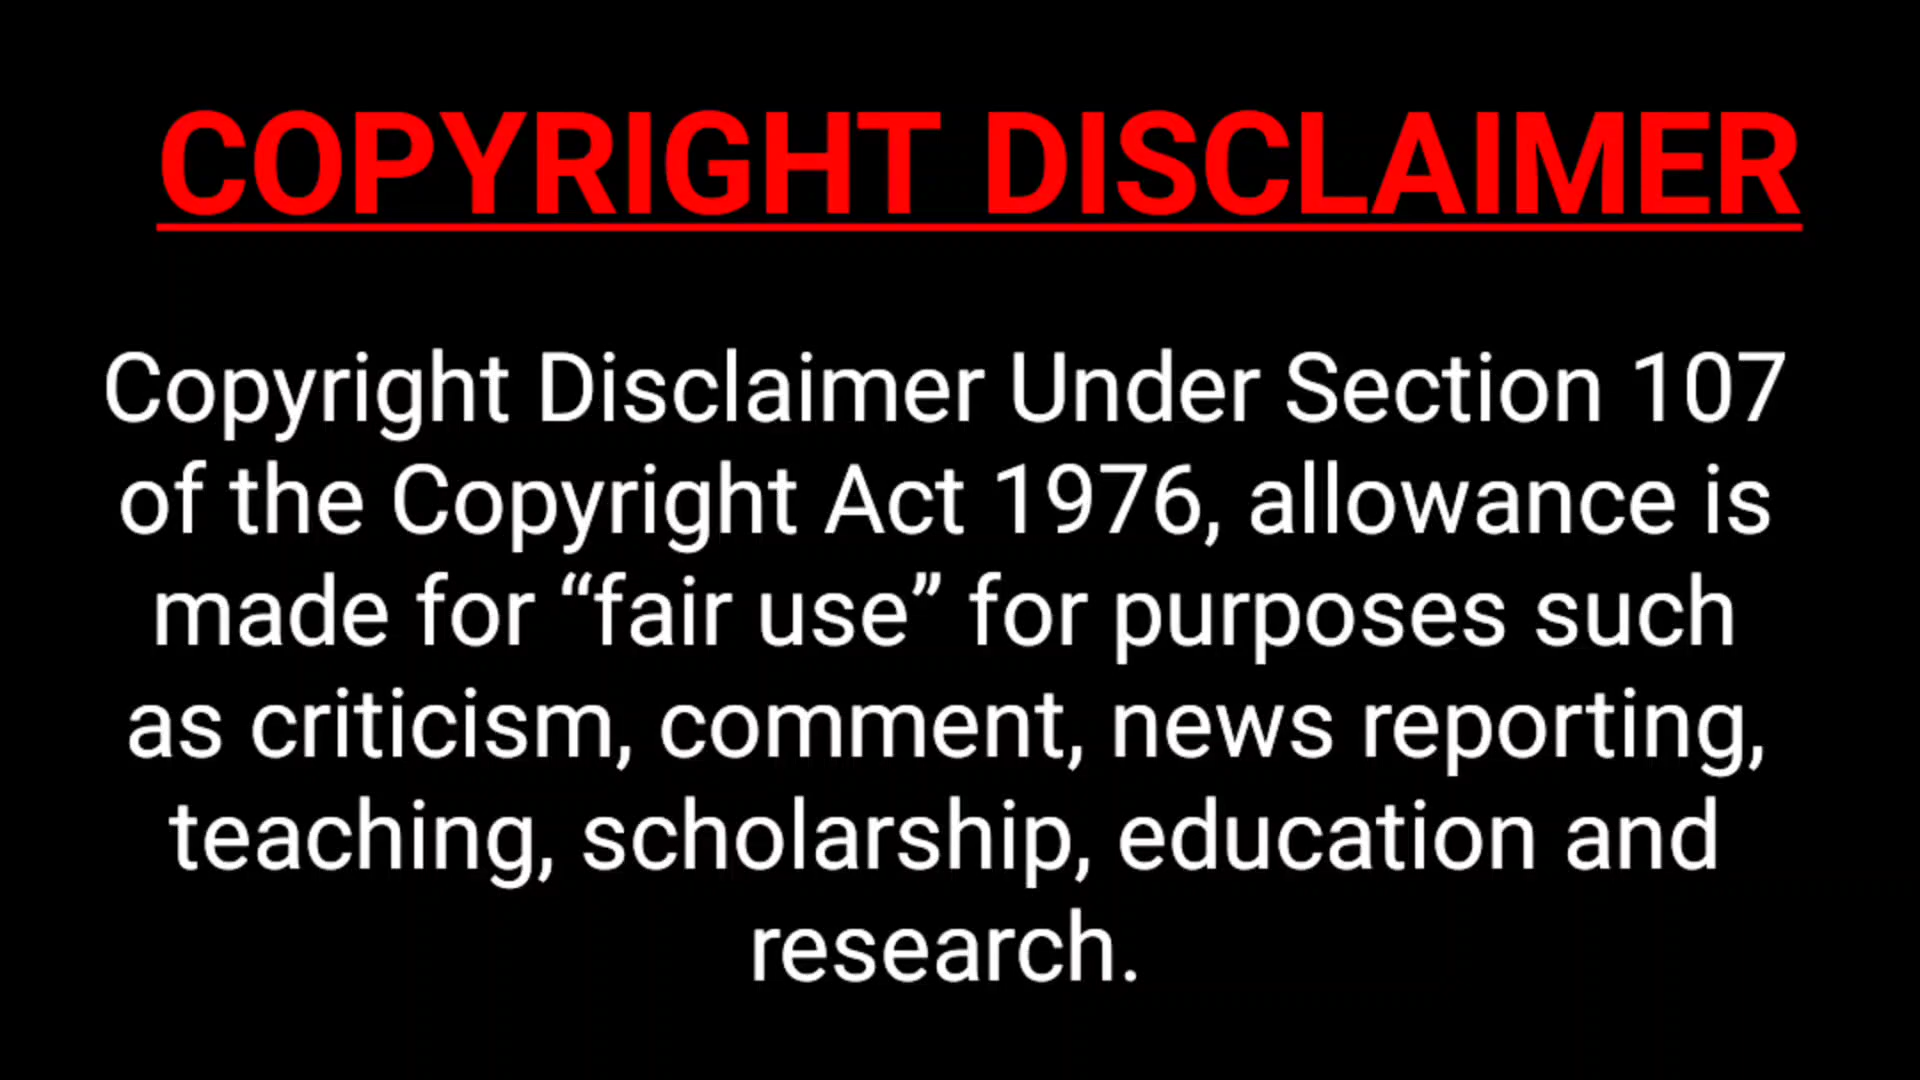 COPYRIGHT DISCLAIMER
Copyright Disclaimer Under Section 107
of the Copyright Act 1976, allowance is
made for “fair use” for purposes such
as criticism, comment, news reporting,
teaching, scholarship, education and
research.